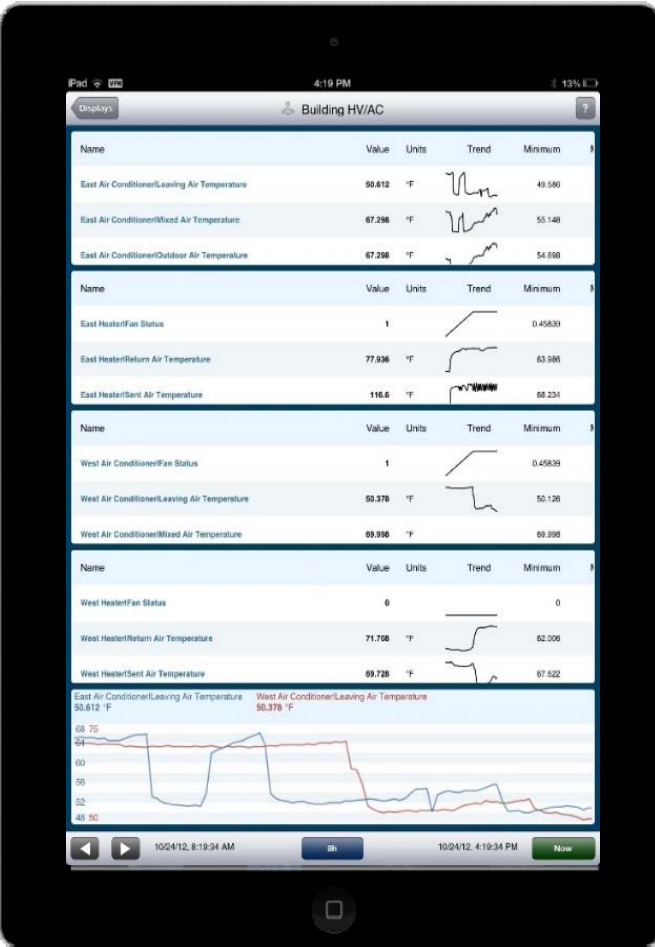 iPad VPN 4:19 PM 13%
Displays Building HV/AC ?
Name Value Units Trend Minimum
East Air Conditioner|Leaving Air Temperature 50.612 °F 49.586
East Air Conditioner|Mixed Air Temperature 67.298 °F 55.148
East Air Conditioner|Outdoor Air Temperature 67.298 °F 54.698
Name Value Units Trend Minimum
East Heater|Fan Status 1 0.45839
East Heater|Return Air Temperature 77.936 °F 63.986
East Heater|Sent Air Temperature 116.6 °F 68.234
Name Value Units Trend Minimum
West Air Conditioner|Fan Status 1 0.45839
West Air Conditioner|Leaving Air Temperature 50.378 °F 50.126
West Air Conditioner|Mixed Air Temperature 69.998 °F 69.998
Name Value Units Trend Minimum
West Heater|Fan Status 0 0
West Heater|Return Air Temperature 71.708 °F 62.006
West Heater|Sent Air Temperature 69.728 °F 67.522
East Air Conditioner|Leaving Air Temperature West Air Conditioner|Leaving Air Temperature
50.612 °F 50.378 °F
68 75
64
60
56
52
48 50
10/24/12, 8:19:34 AM 8h 10/24/12, 4:19:34 PM Now